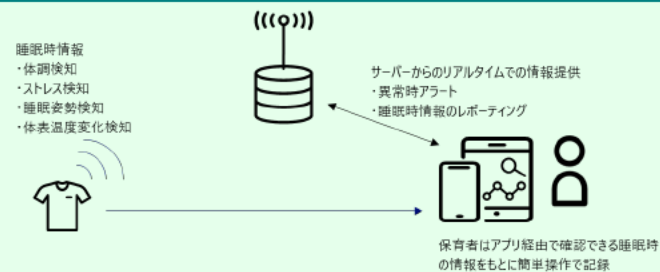 睡眠時情報
・体調検知
・ストレス検知
・睡眠姿勢検知
・体表温度変化検知
サーバーからのリアルタイムでの情報提供
・異常時アラート
・睡眠時情報のレポーティング
保育者はアプリ経由で確認できる睡眠時
の情報をもとに簡単操作で記録